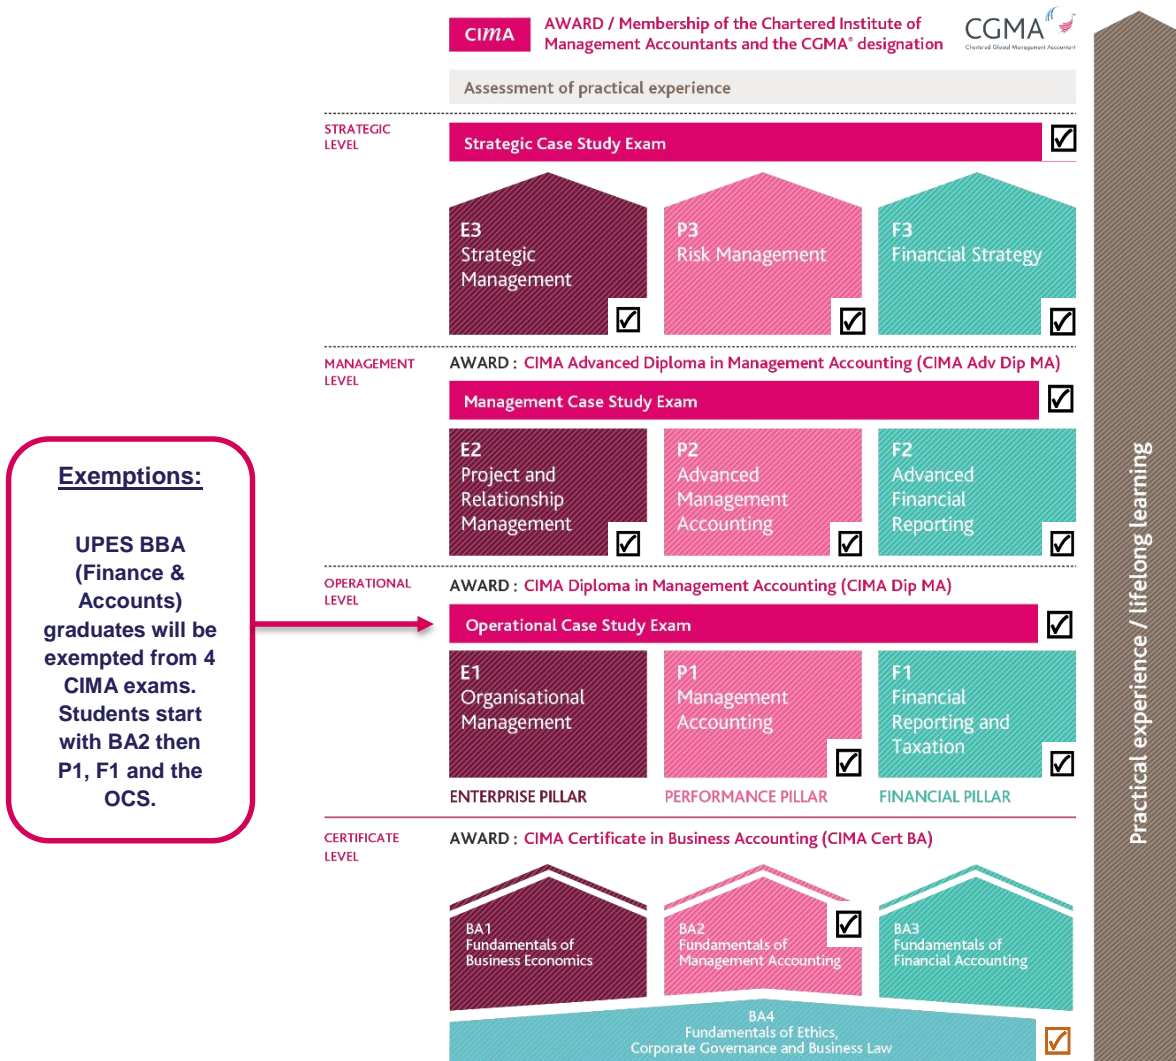 CIMA
AWARD / Membership of the Chartered Institute of
Management Accountants and the CGMA® designation
CGMA
Chartered Global Management Accountant
Assessment of practical experience
STRATEGIC
LEVEL
Strategic Case Study Exam
E3
Strategic
Management
P3
Risk Management
F3
Financial Strategy
MANAGEMENT
LEVEL
AWARD : CIMA Advanced Diploma in Management Accounting (CIMA Adv Dip MA)
Management Case Study Exam
E2
Project and
Relationship
Management
P2
Advanced
Management
Accounting
F2
Advanced
Financial
Reporting
Exemptions:
UPES BBA
(Finance &
Accounts)
graduates will be
exempted from 4
CIMA exams.
Students start
with BA2 then
P1, F1 and the
OCS.
OPERATIONAL
LEVEL
AWARD : CIMA Diploma in Management Accounting (CIMA Dip MA)
Operational Case Study Exam
E1
Organisational
Management
P1
Management
Accounting
F1
Financial
Reporting and
Taxation
ENTERPRISE PILLAR
PERFORMANCE PILLAR
FINANCIAL PILLAR
CERTIFICATE
LEVEL
AWARD : CIMA Certificate in Business Accounting (CIMA Cert BA)
BA1
Fundamentals of
Business Economics
BA2
Fundamentals of
Management Accounting
BA3
Fundamentals of
Financial Accounting
BA4
Fundamentals of Ethics,
Corporate Governance and Business Law
Practical experience / lifelong learning